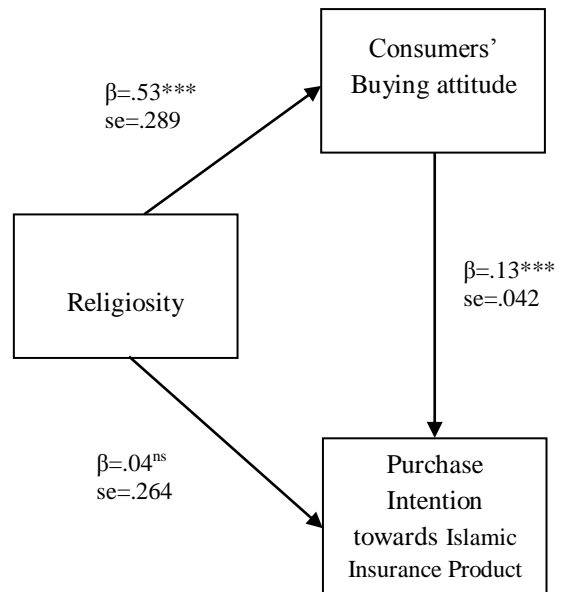 Consumers’
Buying attitude
β=.53***
se=.289
Religiosity
β=.13***
se=.042
β=.04ns
se=.264
Purchase
Intention
towards Islamic
Insurance Product